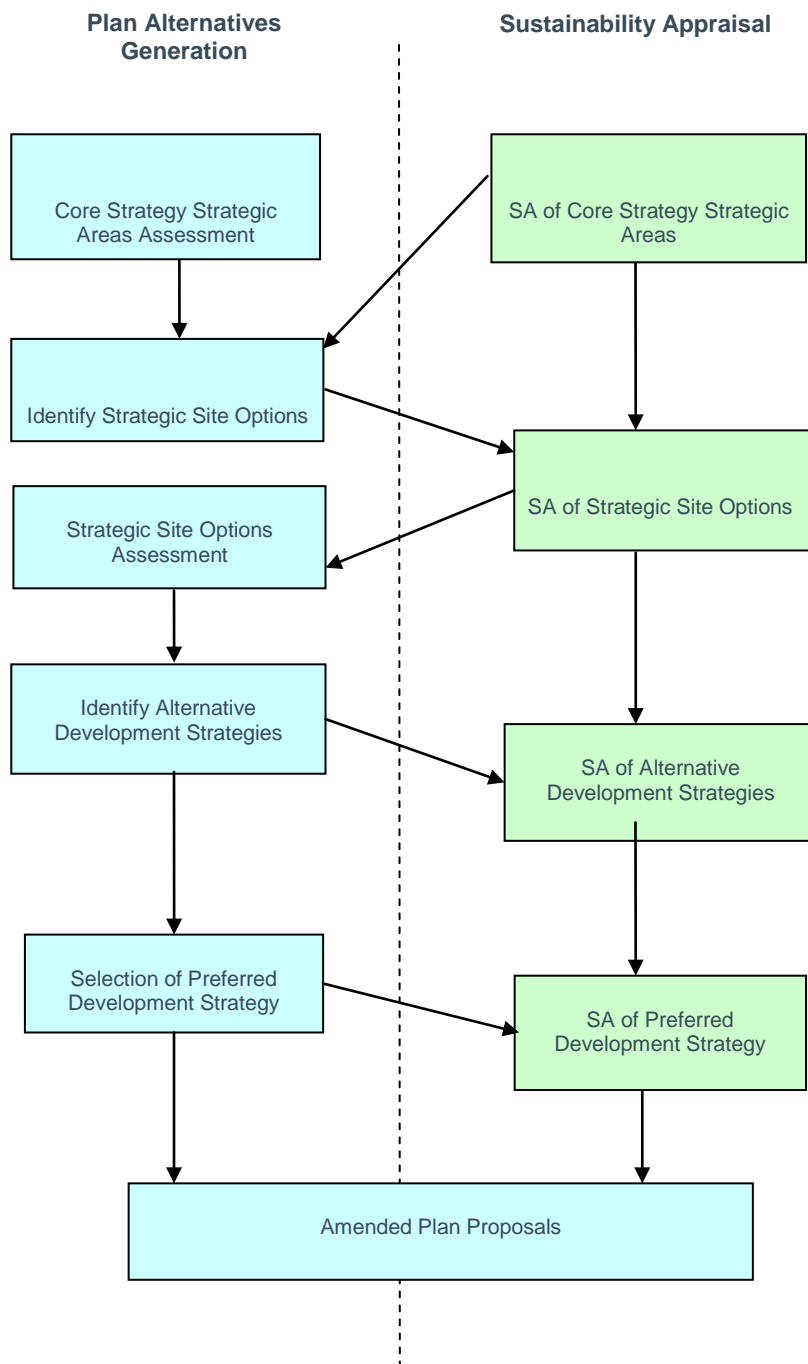 Plan Alternatives
Generation
Sustainability Appraisal
Core Strategy Strategic
Areas Assessment
SA of Core Strategy Strategic
Areas
Identify Strategic Site Options
SA of Strategic Site Options
Strategic Site Options
Assessment
Identify Alternative
Development Strategies
SA of Alternative
Development Strategies
Selection of Preferred
Development Strategy
SA of Preferred
Development Strategy
Amended Plan Proposals